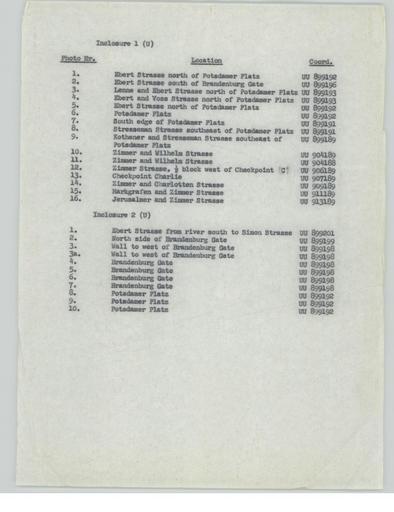 Inclosure 1 (U)
Photo Nr. Location Coord.
1. Ebert Strasse north of Potsdamer Platz UU 899192
2. Ebert Strasse south of Brandenburg Gate UU 899196
3. Lenne and Ebert Strasse north of Potsdamer Platz UU 899193
4. Ebert and Voss Strasse north of Potsdamer Platz UU 899193
5. Ebert Strasse north of Potsdamer Platz UU 899192
6. Potsdamer Platz UU 899192
7. South edge of Potsdamer Platz UU 899191
8. Stresseman Strasse southeast of Potsdamer Platz UU 899191
9. Kothener and Stresseman Strasse southeast of UU 899189
Potsdamer Platz
10. Zimmer and Wilhelm Strasse UU 904189
11. Zimmer and Wilhelm Strasse UU 904188
12. Zimmer Strasse, ½ block west of Checkpoint "C" UU 906189
13. Checkpoint Charlie UU 907189
14. Zimmer and Charlotten Strasse UU 909189
15. Markgrafen and Zimmer Strasse UU 911189
16. Jerusalmer and Zimmer Strasse UU 913189
Inclosure 2 (U)
1. Ebert Strasse from river south to Simon Strasse UU 899201
2. North side of Brandenburg Gate UU 899199
3. Wall to west of Brandenburg Gate UU 899198
3a. Wall to west of Brandenburg Gate UU 899198
4. Brandenburg Gate UU 899198
5. Brandenburg Gate UU 899198
6. Brandenburg Gate UU 899198
7. Brandenburg Gate UU 899198
8. Potsdamer Platz UU 899192
9. Potsdamer Platz UU 899192
10. Potsdamer Platz UU 899192